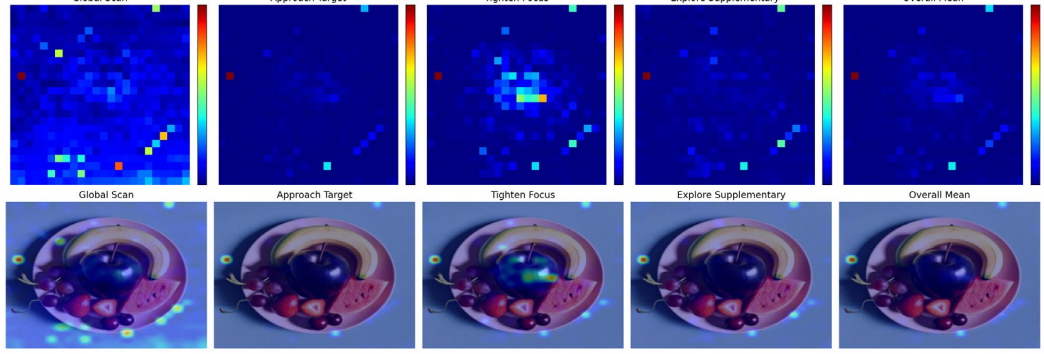 Global Scan
Approach Target
Tighten Focus
Explore Supplementary
Overall Mean
Global Scan
Approach Target
Tighten Focus
Explore Supplementary
Overall Mean